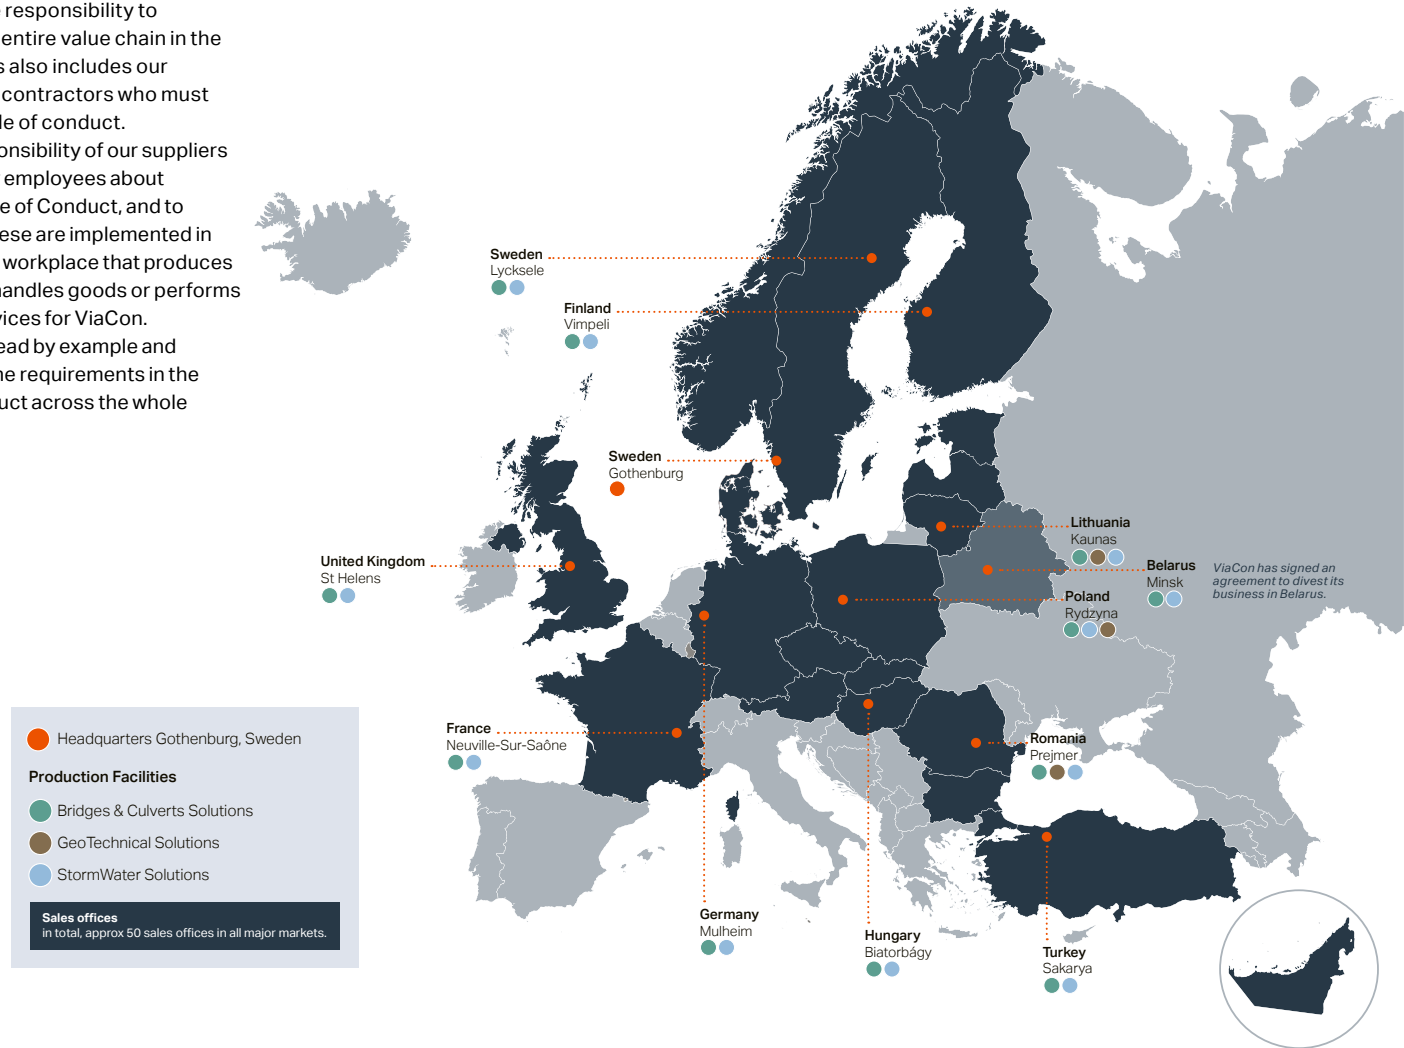 responsibility to
entire value chain in the
s also includes our
contractors who must
le of conduct.
onsibility of our suppliers
employees about
e of Conduct, and to
ese are implemented in
workplace that produces
handles goods or performs
vices for ViaCon.
ead by example and
ne requirements in the
uct across the whole
Sweden
Lycksele
Finland
Vimpeli
Sweden
Gothenburg
United Kingdom
St Helens
Lithuania
Kaunas
Belarus
Minsk
ViaCon has signed an
agreement to divest its
business in Belarus.
Poland
Rydzyna
France
Neuville-Sur-Saône
Romania
Prejmer
Germany
Mulheim
Hungary
Biatorbágy
Turkey
Sakarya
Headquarters Gothenburg, Sweden
Production Facilities
Bridges & Culverts Solutions
GeoTechnical Solutions
StormWater Solutions
Sales offices
in total, approx 50 sales offices in all major markets.